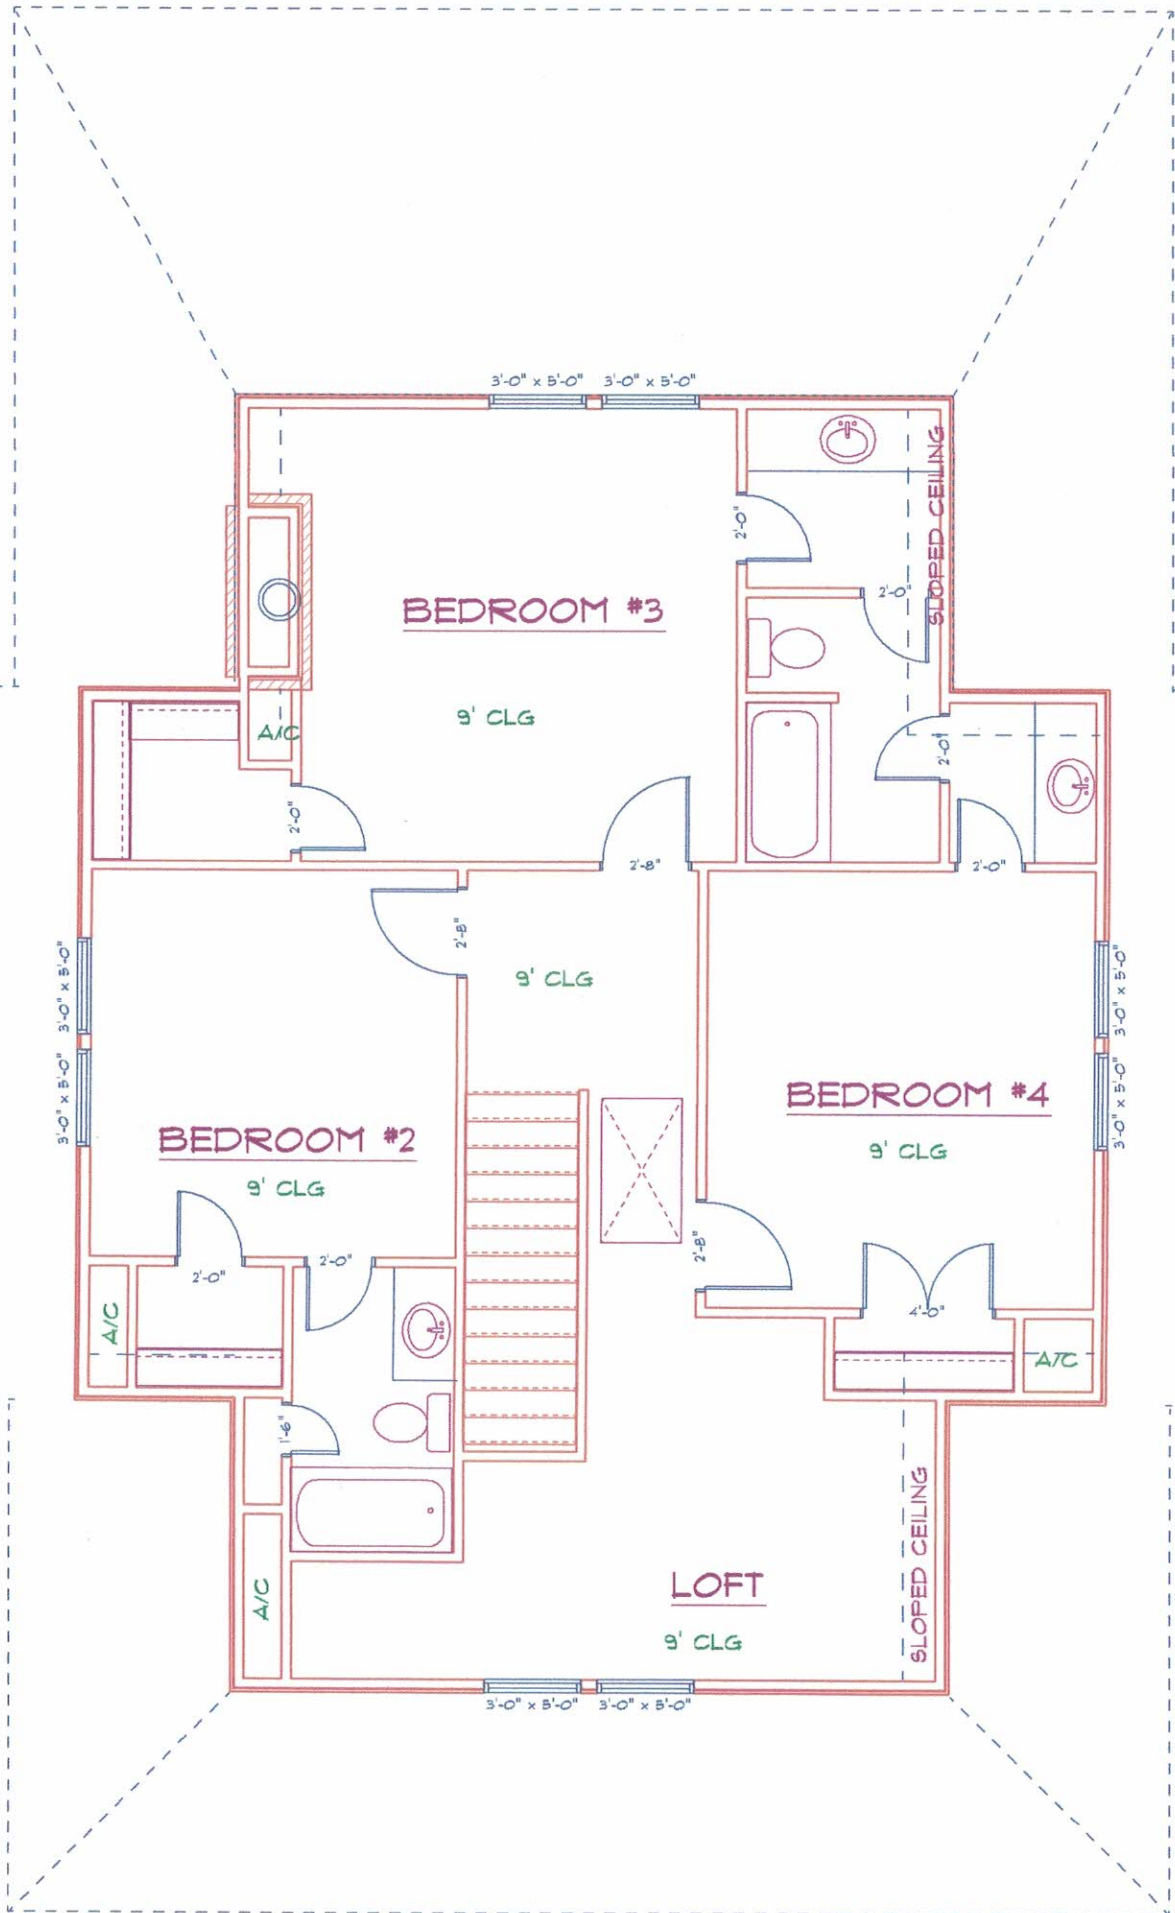 3'-0" x 5'-0" 3'-0" x 5'-0"
SLOPED CEILING
2'-0"
2'-0"
BEDROOM #3
9' CLG
A/C
2'-0"
2'-0"
2'-8"
2'-0"
2'-8"
9' CLG
3'-0" x 5'-0"
3'-0" x 5'-0"
3'-0" x 5'-0"
3'-0" x 5'-0"
BEDROOM #4
9' CLG
BEDROOM #2
9' CLG
2'-8"
2'-0"
2'-0"
4'-0"
A/C
A/C
1'-6"
SLOPED CEILING
LOFT
9' CLG
A/C
3'-0" x 5'-0" 3'-0" x 5'-0"